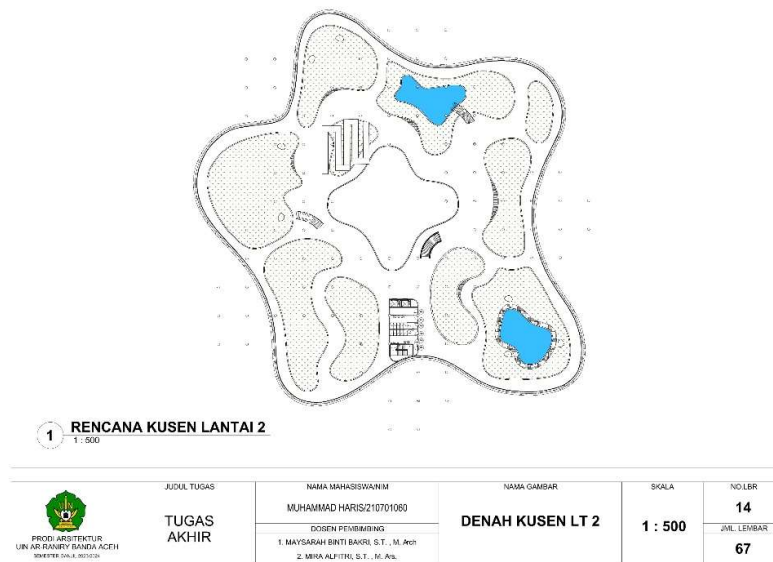 1
RENCANA KUSEN LANTAI 2
1 : 500
PRODI ARSITEKTUR
UIN AR-RANIRY BANDA ACEH
JUDUL TUGAS
TUGAS
AKHIR
NAMA MAHASISWA/NIM
MUHAMMAD HARIS/210701060
DOSEN PEMBIMBING
1. MAYSARAH BINTI BAKRI, S.T. , M. Arch
2. MIRA ALFITRI, S.T. , M. Ars.
NAMA GAMBAR
DENAH KUSEN LT 2
SKALA
1 : 500
NO.LBR
14
JML. LEMBAR
67